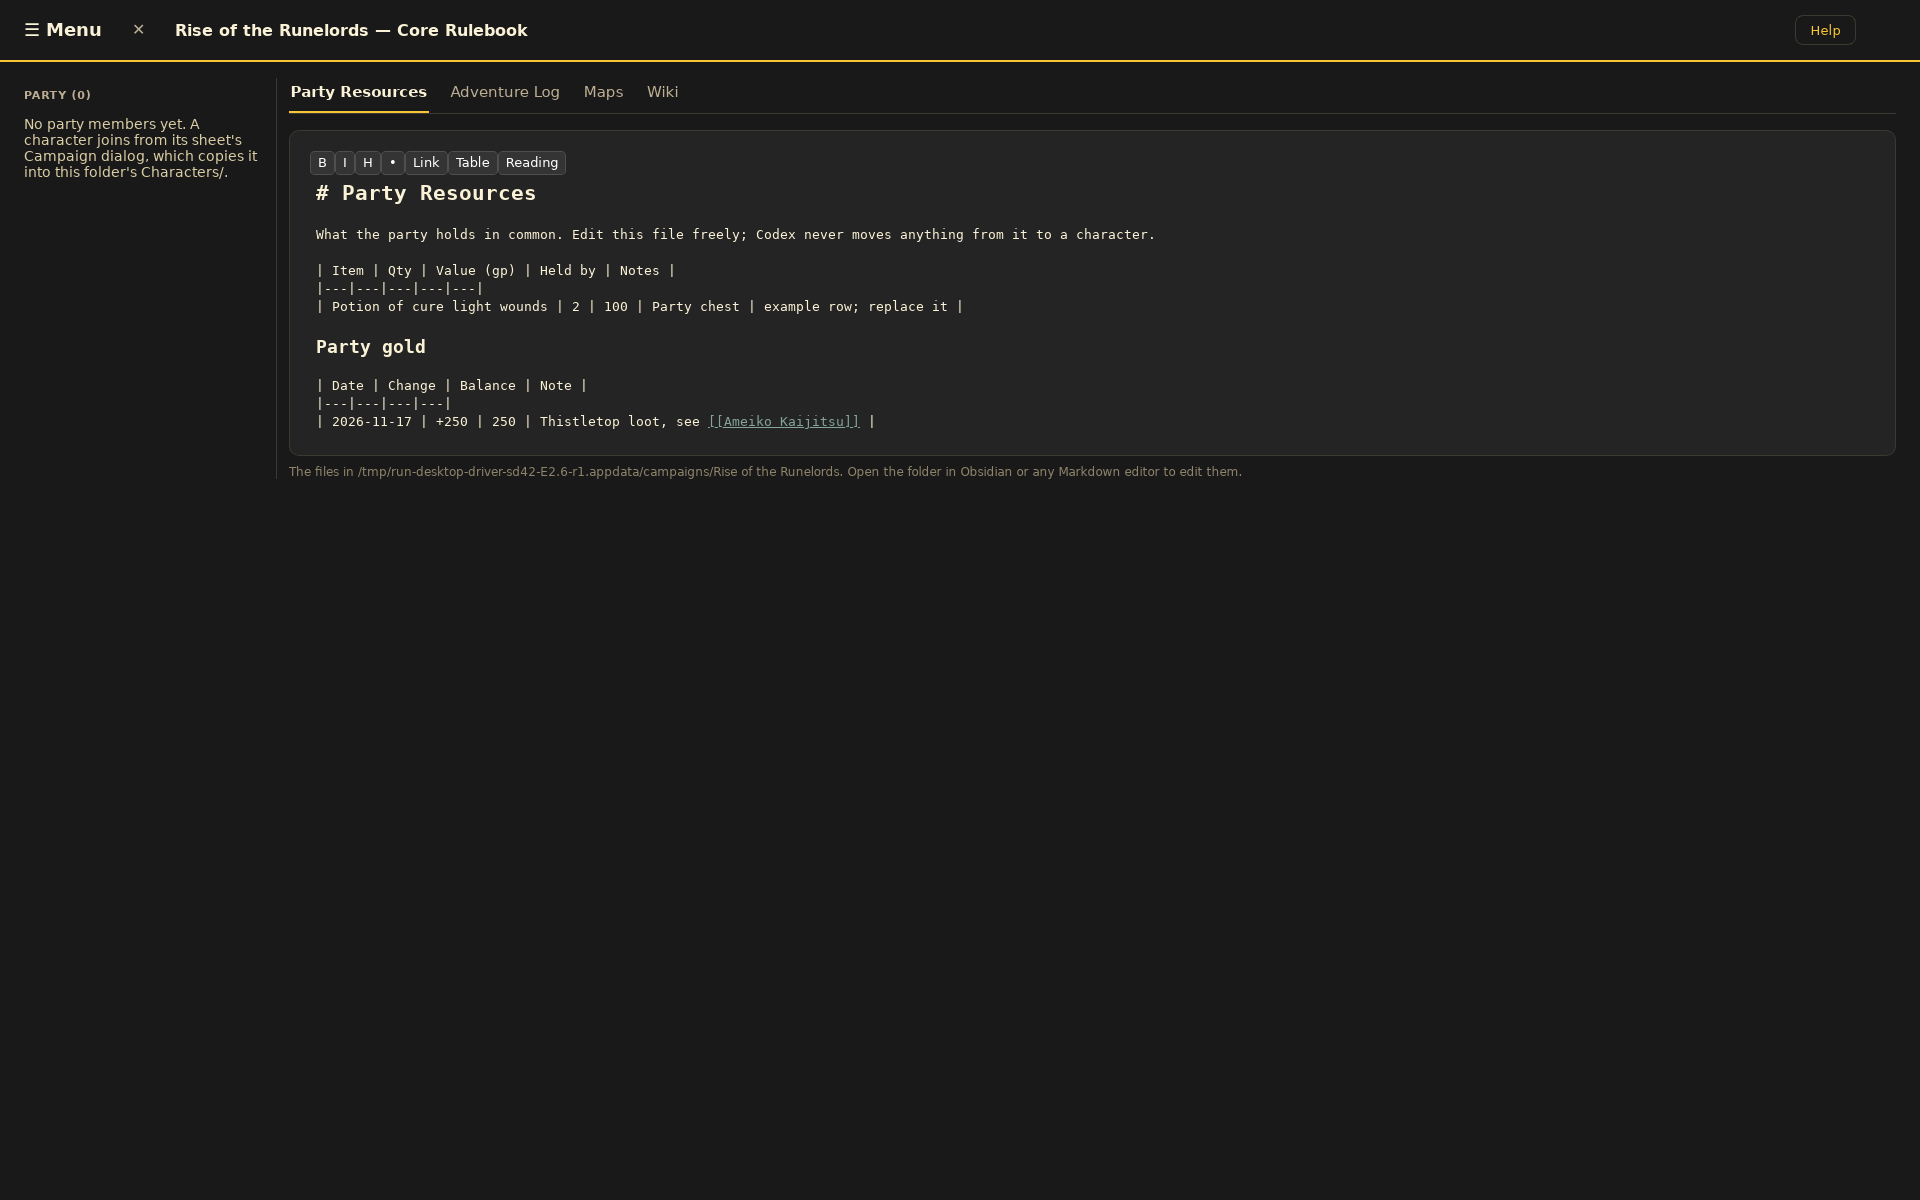 ☰ Menu ✕ Rise of the Runelords — Core Rulebook Help
PARTY (0)
No party members yet. A
character joins from its sheet's
Campaign dialog, which copies it
into this folder's Characters/.
Party Resources Adventure Log Maps Wiki
B I H • Link Table Reading
# Party Resources
What the party holds in common. Edit this file freely; Codex never moves anything from it to a character.
| Item | Qty | Value (gp) | Held by | Notes |
|---|---|---|---|---|
| Potion of cure light wounds | 2 | 100 | Party chest | example row; replace it |
Party gold
| Date | Change | Balance | Note |
|---|---|---|---|
| 2026-11-17 | +250 | 250 | Thistletop loot, see [[Ameiko Kaijitsu]] |
The files in /tmp/run-desktop-driver-sd42-E2.6-r1.appdata/campaigns/Rise of the Runelords. Open the folder in Obsidian or any Markdown editor to edit them.